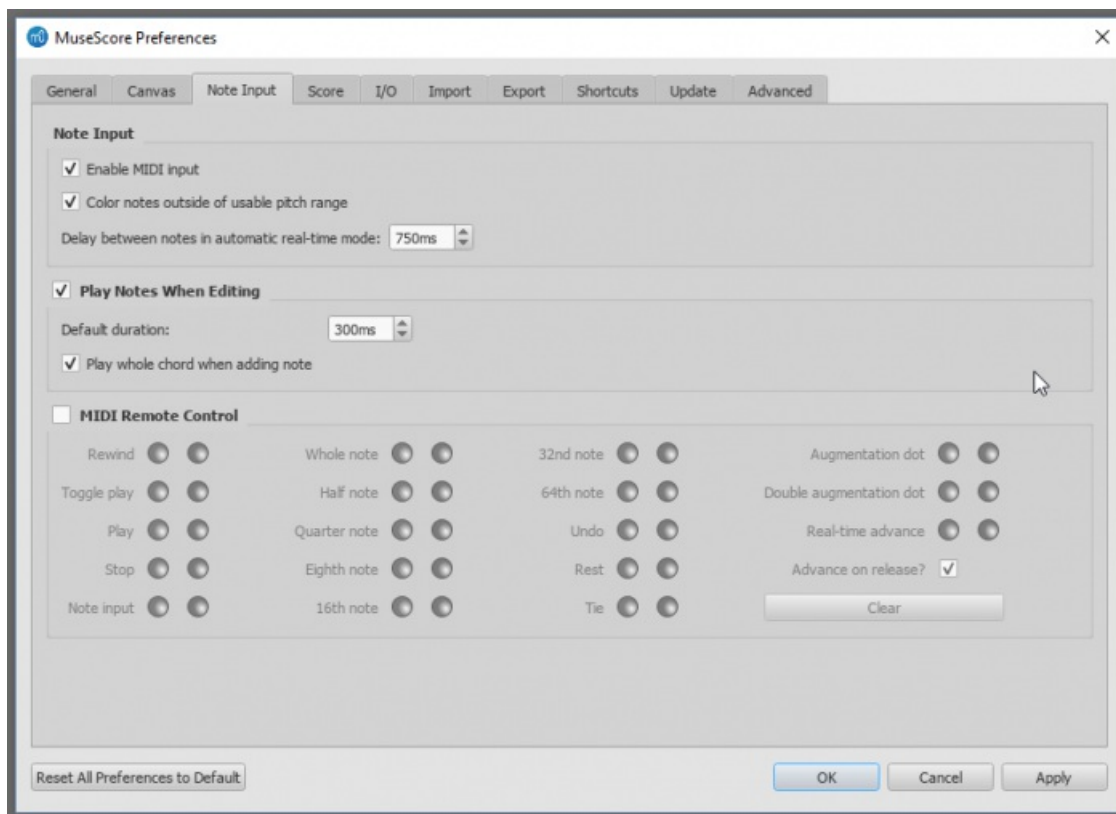 MuseScore Preferences
General Canvas Note Input Score I/O Import Export Shortcuts Update Advanced
Note Input
Enable MIDI input
Color notes outside of usable pitch range
Delay between notes in automatic real-time mode: 750ms
Play Notes When Editing
Default duration: 300ms
Play whole chord when adding note
MIDI Remote Control
Rewind Whole note 32nd note Augmentation dot
Toggle play Half note 64th note Double augmentation dot
Play Quarter note Undo Real-time advance
Stop Eighth note Rest Advance on release?
Note input 16th note Tie Clear
Reset All Preferences to Default OK Cancel Apply